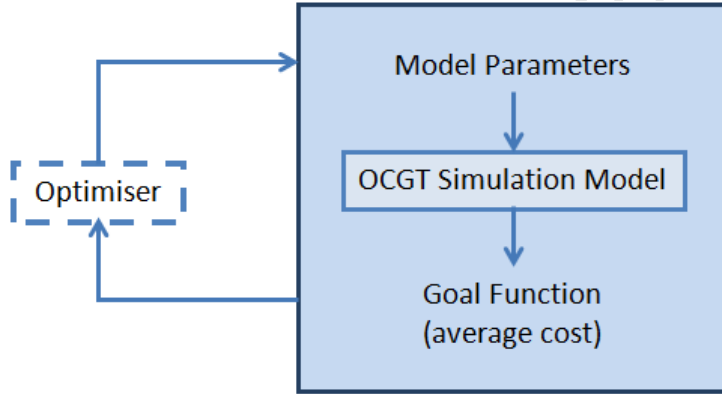 Model Parameters
Optimiser
OCGT Simulation Model
Goal Function
(average cost)